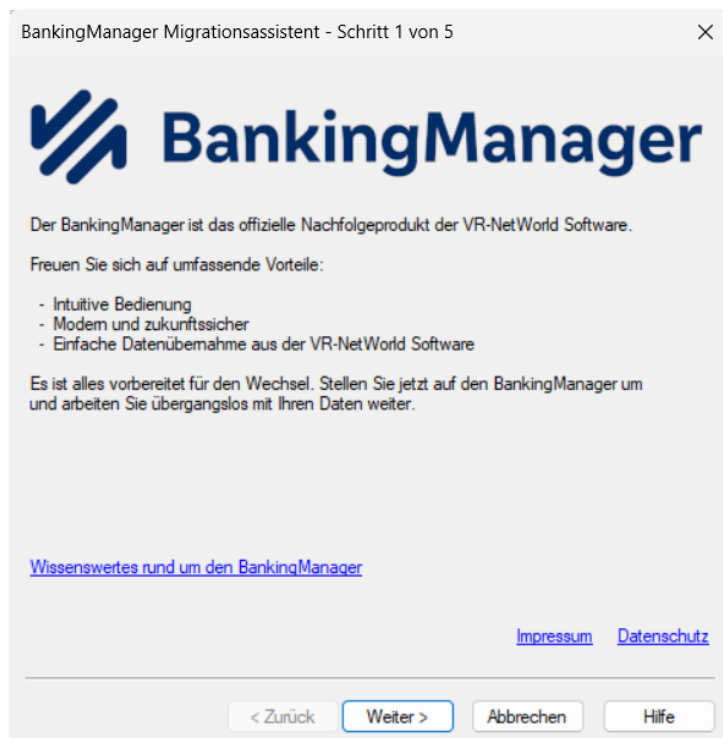 BankingManager Migrationsassistent - Schritt 1 von 5
BankingManager
Der BankingManager ist das offizielle Nachfolgeprodukt der VR-NetWorld Software.
Freuen Sie sich auf umfassende Vorteile:
- Intuitive Bedienung
- Modern und zukunftssicher
- Einfache Datenübernahme aus der VR-NetWorld Software
Es ist alles vorbereitet für den Wechsel. Stellen Sie jetzt auf den BankingManager um
und arbeiten Sie übergangslos mit Ihren Daten weiter.
Wissenswertes rund um den BankingManager
Impressum Datenschutz
< Zurück Weiter > Abbrechen Hilfe